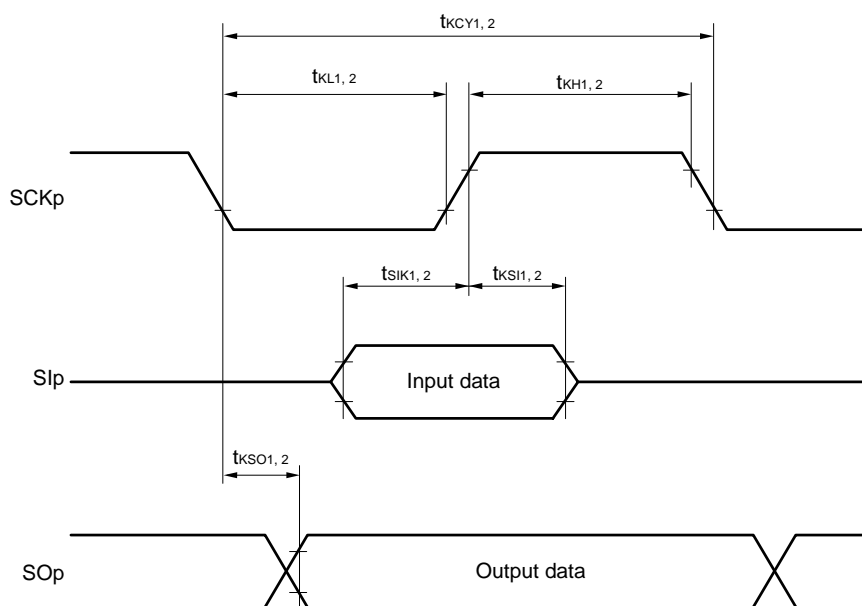 tKCY1, 2
tKL1, 2
tKH1, 2
SCKp
tSIK1, 2
tKSI1, 2
SIp
Input data
tKSO1, 2
SOp
Output data